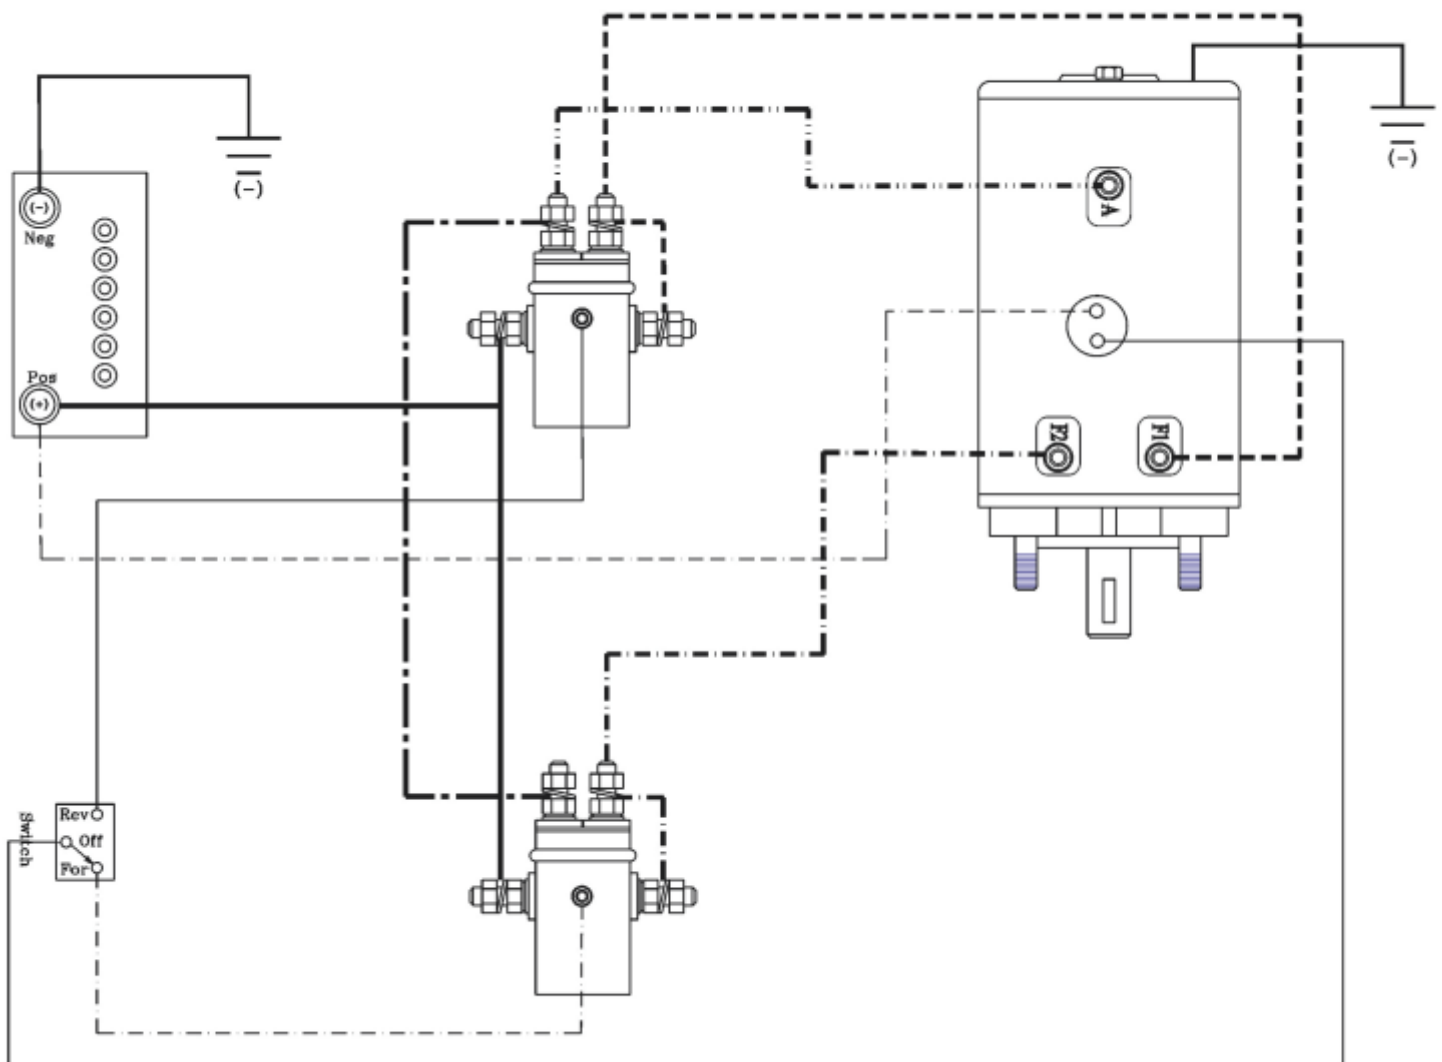 (-)
(-)
(-)
Neg
A
Pos
(+)
F2
F1
Switch
Rev
Off
For